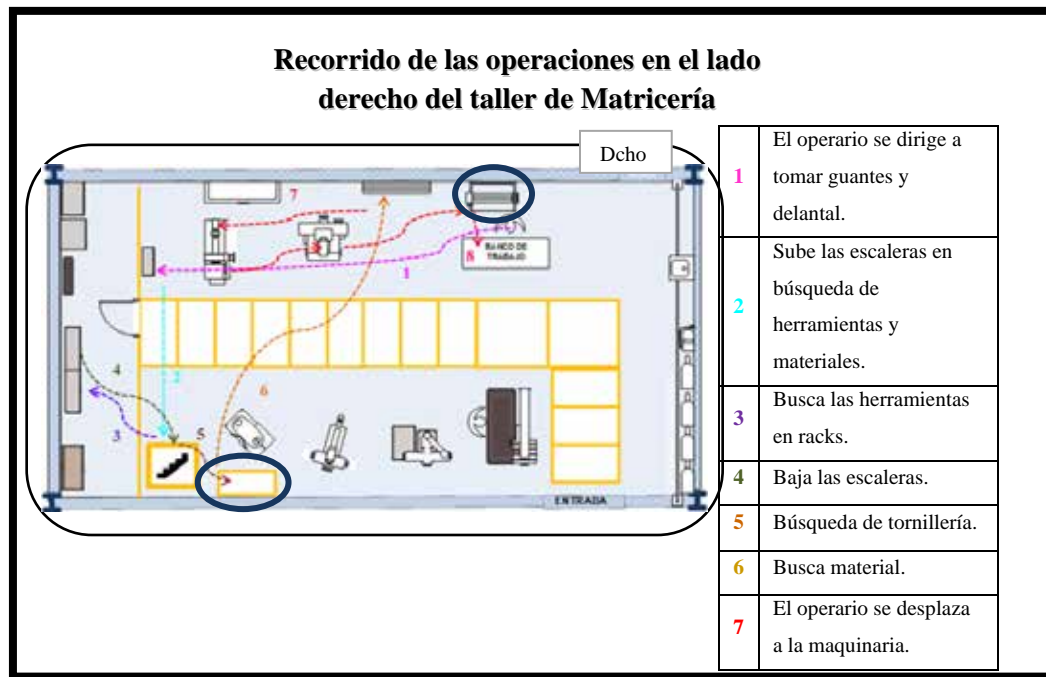 Recorrido de las operaciones en el lado
derecho del taller de Matricería
Dcho
7
8
BANCO DE
TRABAJO
1
4
2
6
3
5
ENTRADA
1
El operario se dirige a
tomar guantes y
delantal.
2
Sube las escaleras en
búsqueda de
herramientas y
materiales.
3
Busca las herramientas
en racks.
4
Baja las escaleras.
5
Búsqueda de tornillería.
6
Busca material.
7
El operario se desplaza
a la maquinaria.